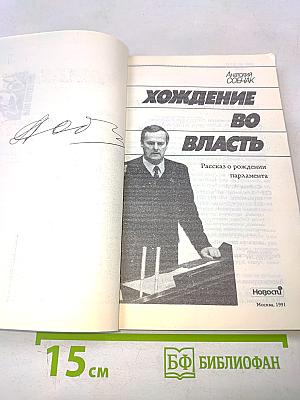 Анатолий
СОБЧАК
ХОЖДЕНИЕ
ВО
ВЛАСТЬ
Рассказ о рождении
парламента
Новости
Москва, 1991
15 см
БФ БИБЛИОФАН